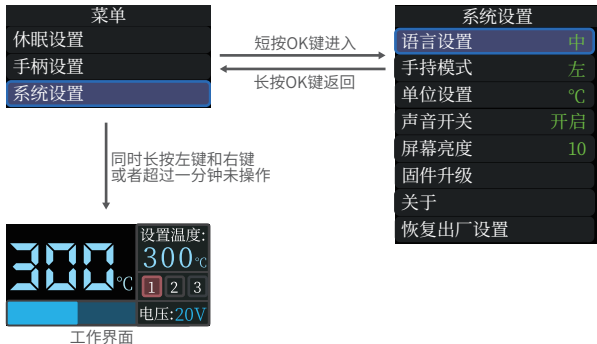 菜单
休眠设置
手柄设置
系统设置
短按OK键进入
长按OK键返回
系统设置
语言设置 中
手持模式 左
单位设置 ℃
声音开关 开启
屏幕亮度 10
固件升级
关于
恢复出厂设置
同时长按左键和右键
或者超过一分钟未操作
300℃
设置温度:
300℃
1 2 3
电压:20V
工作界面